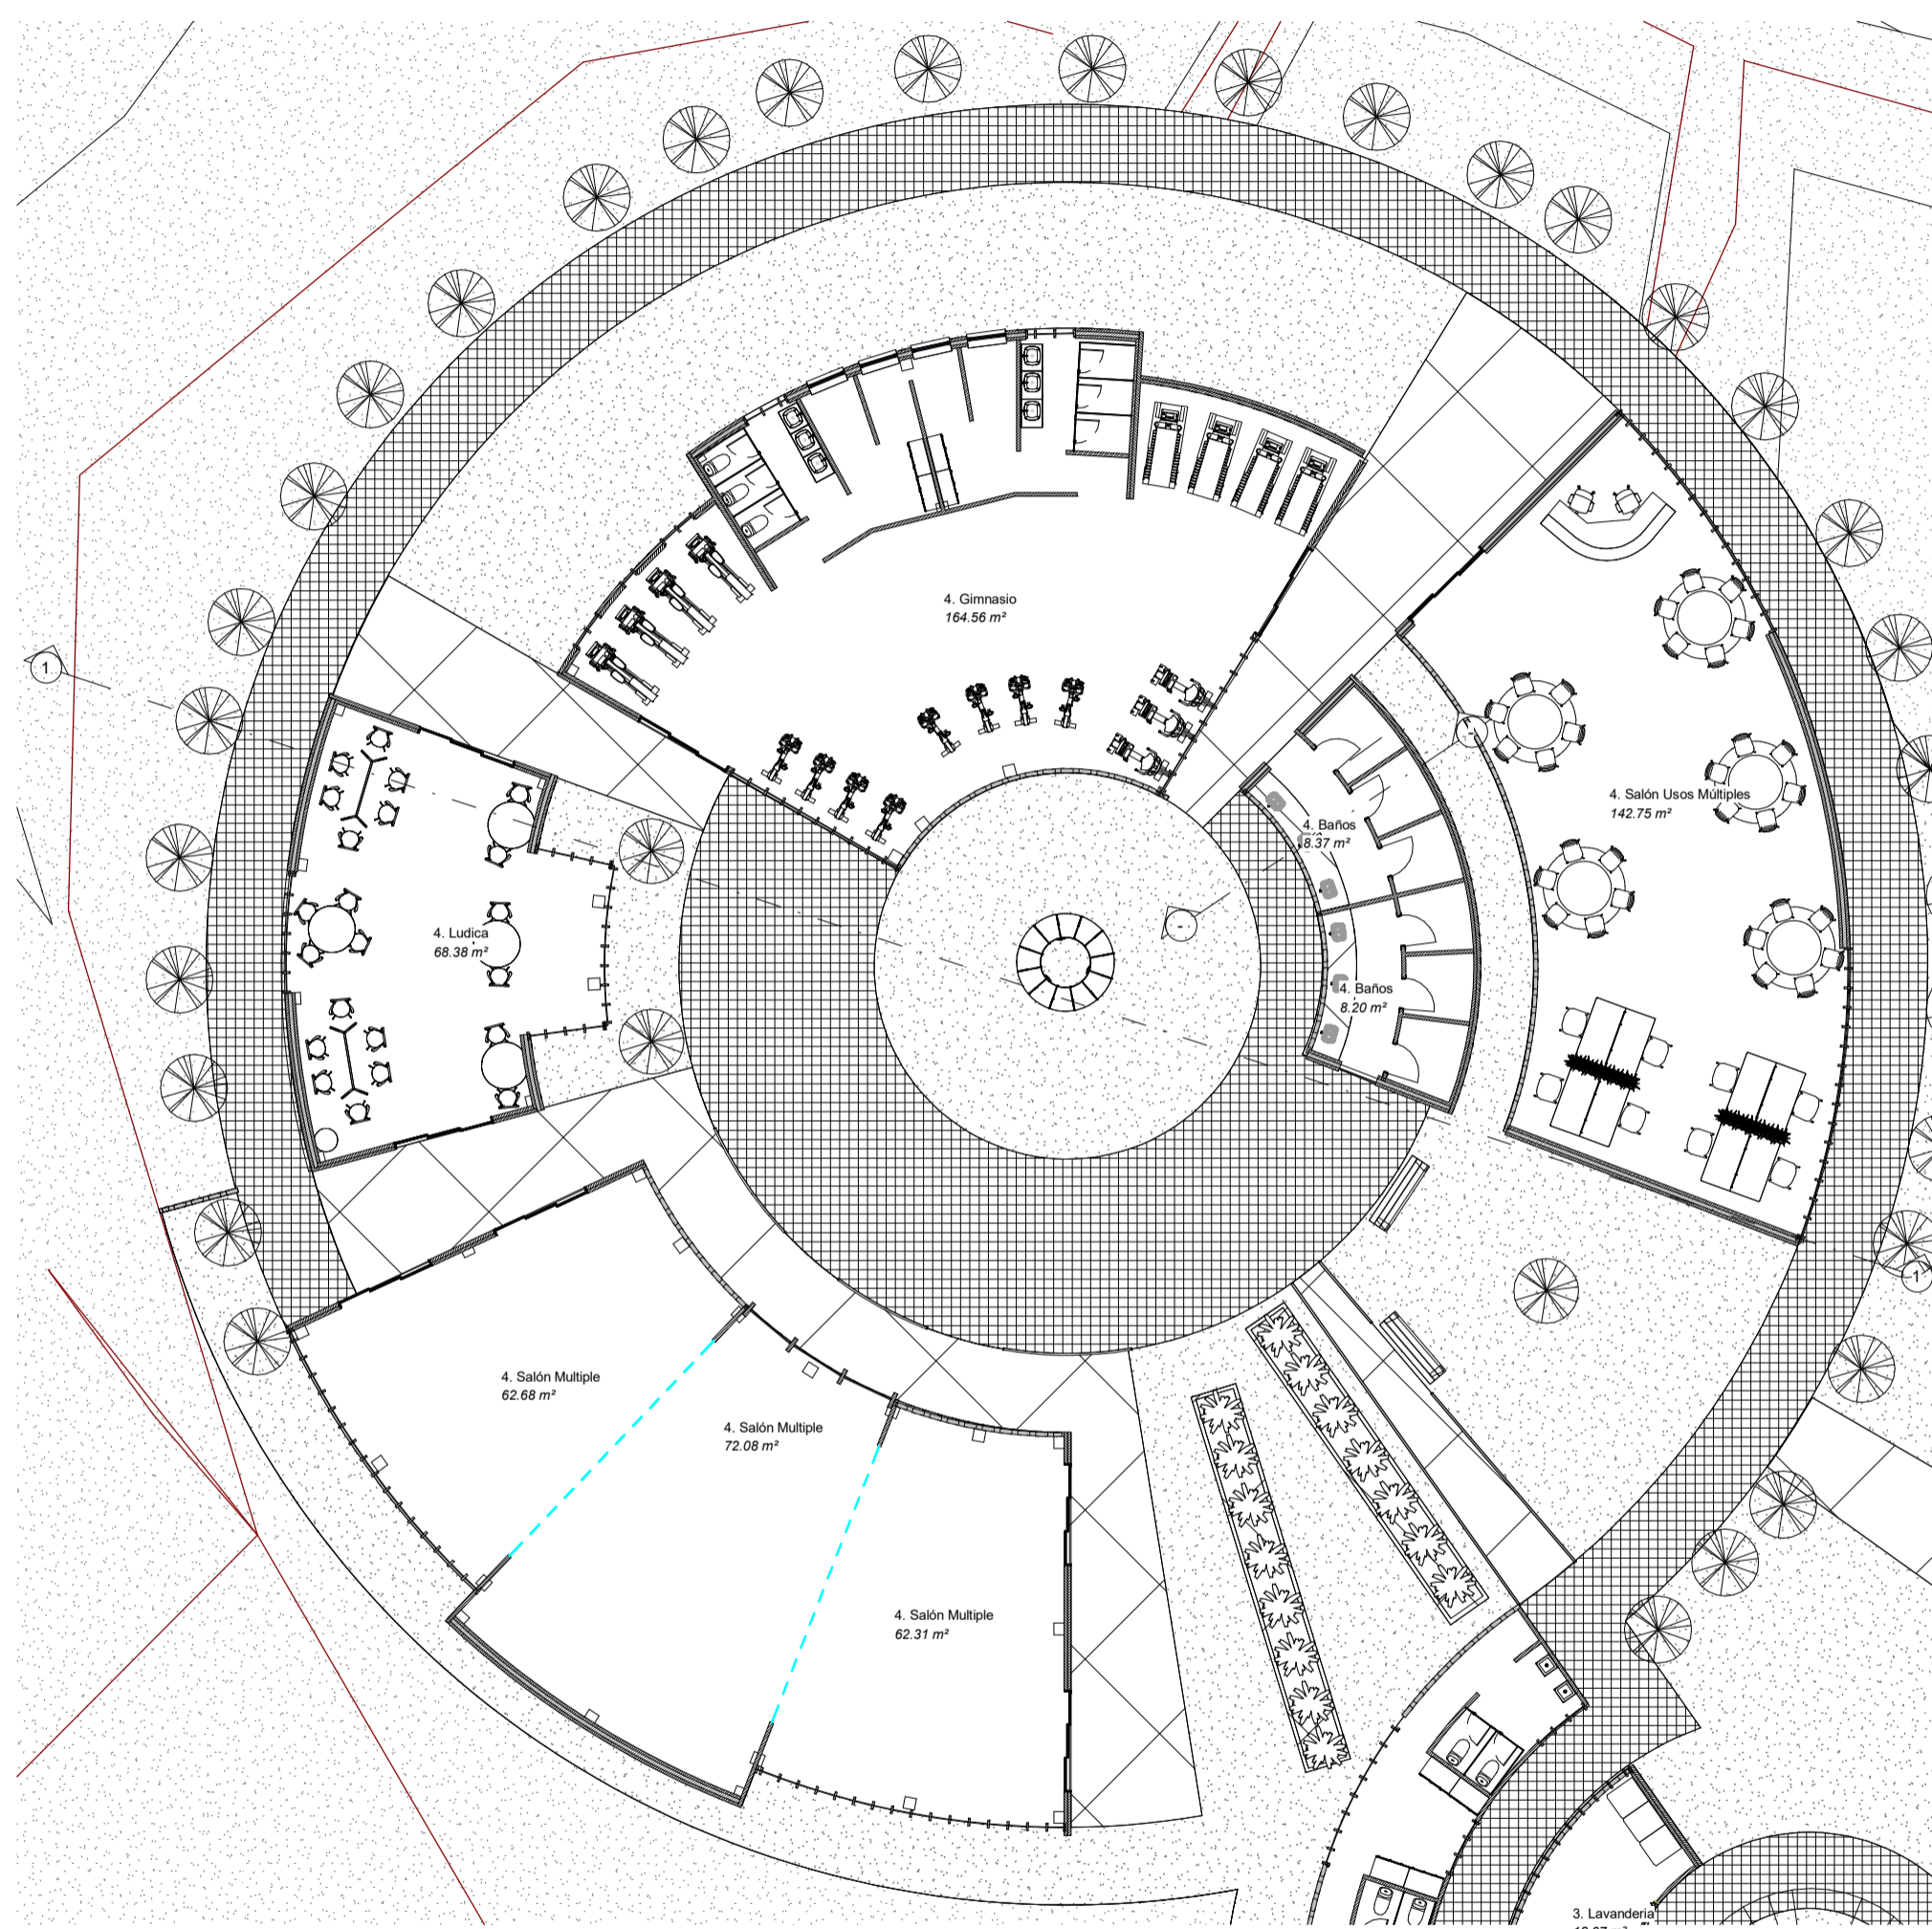 4. Gimnasio
164.56 m²
1
4. Salón Usos Múltiples
142.75 m²
4. Baños
8.37 m²
4. Ludica
68.38 m²
4. Baños
8.20 m²
1
4. Salón Multiple
62.68 m²
4. Salón Multiple
72.08 m²
4. Salón Multiple
62.31 m²
3. Lavanderia